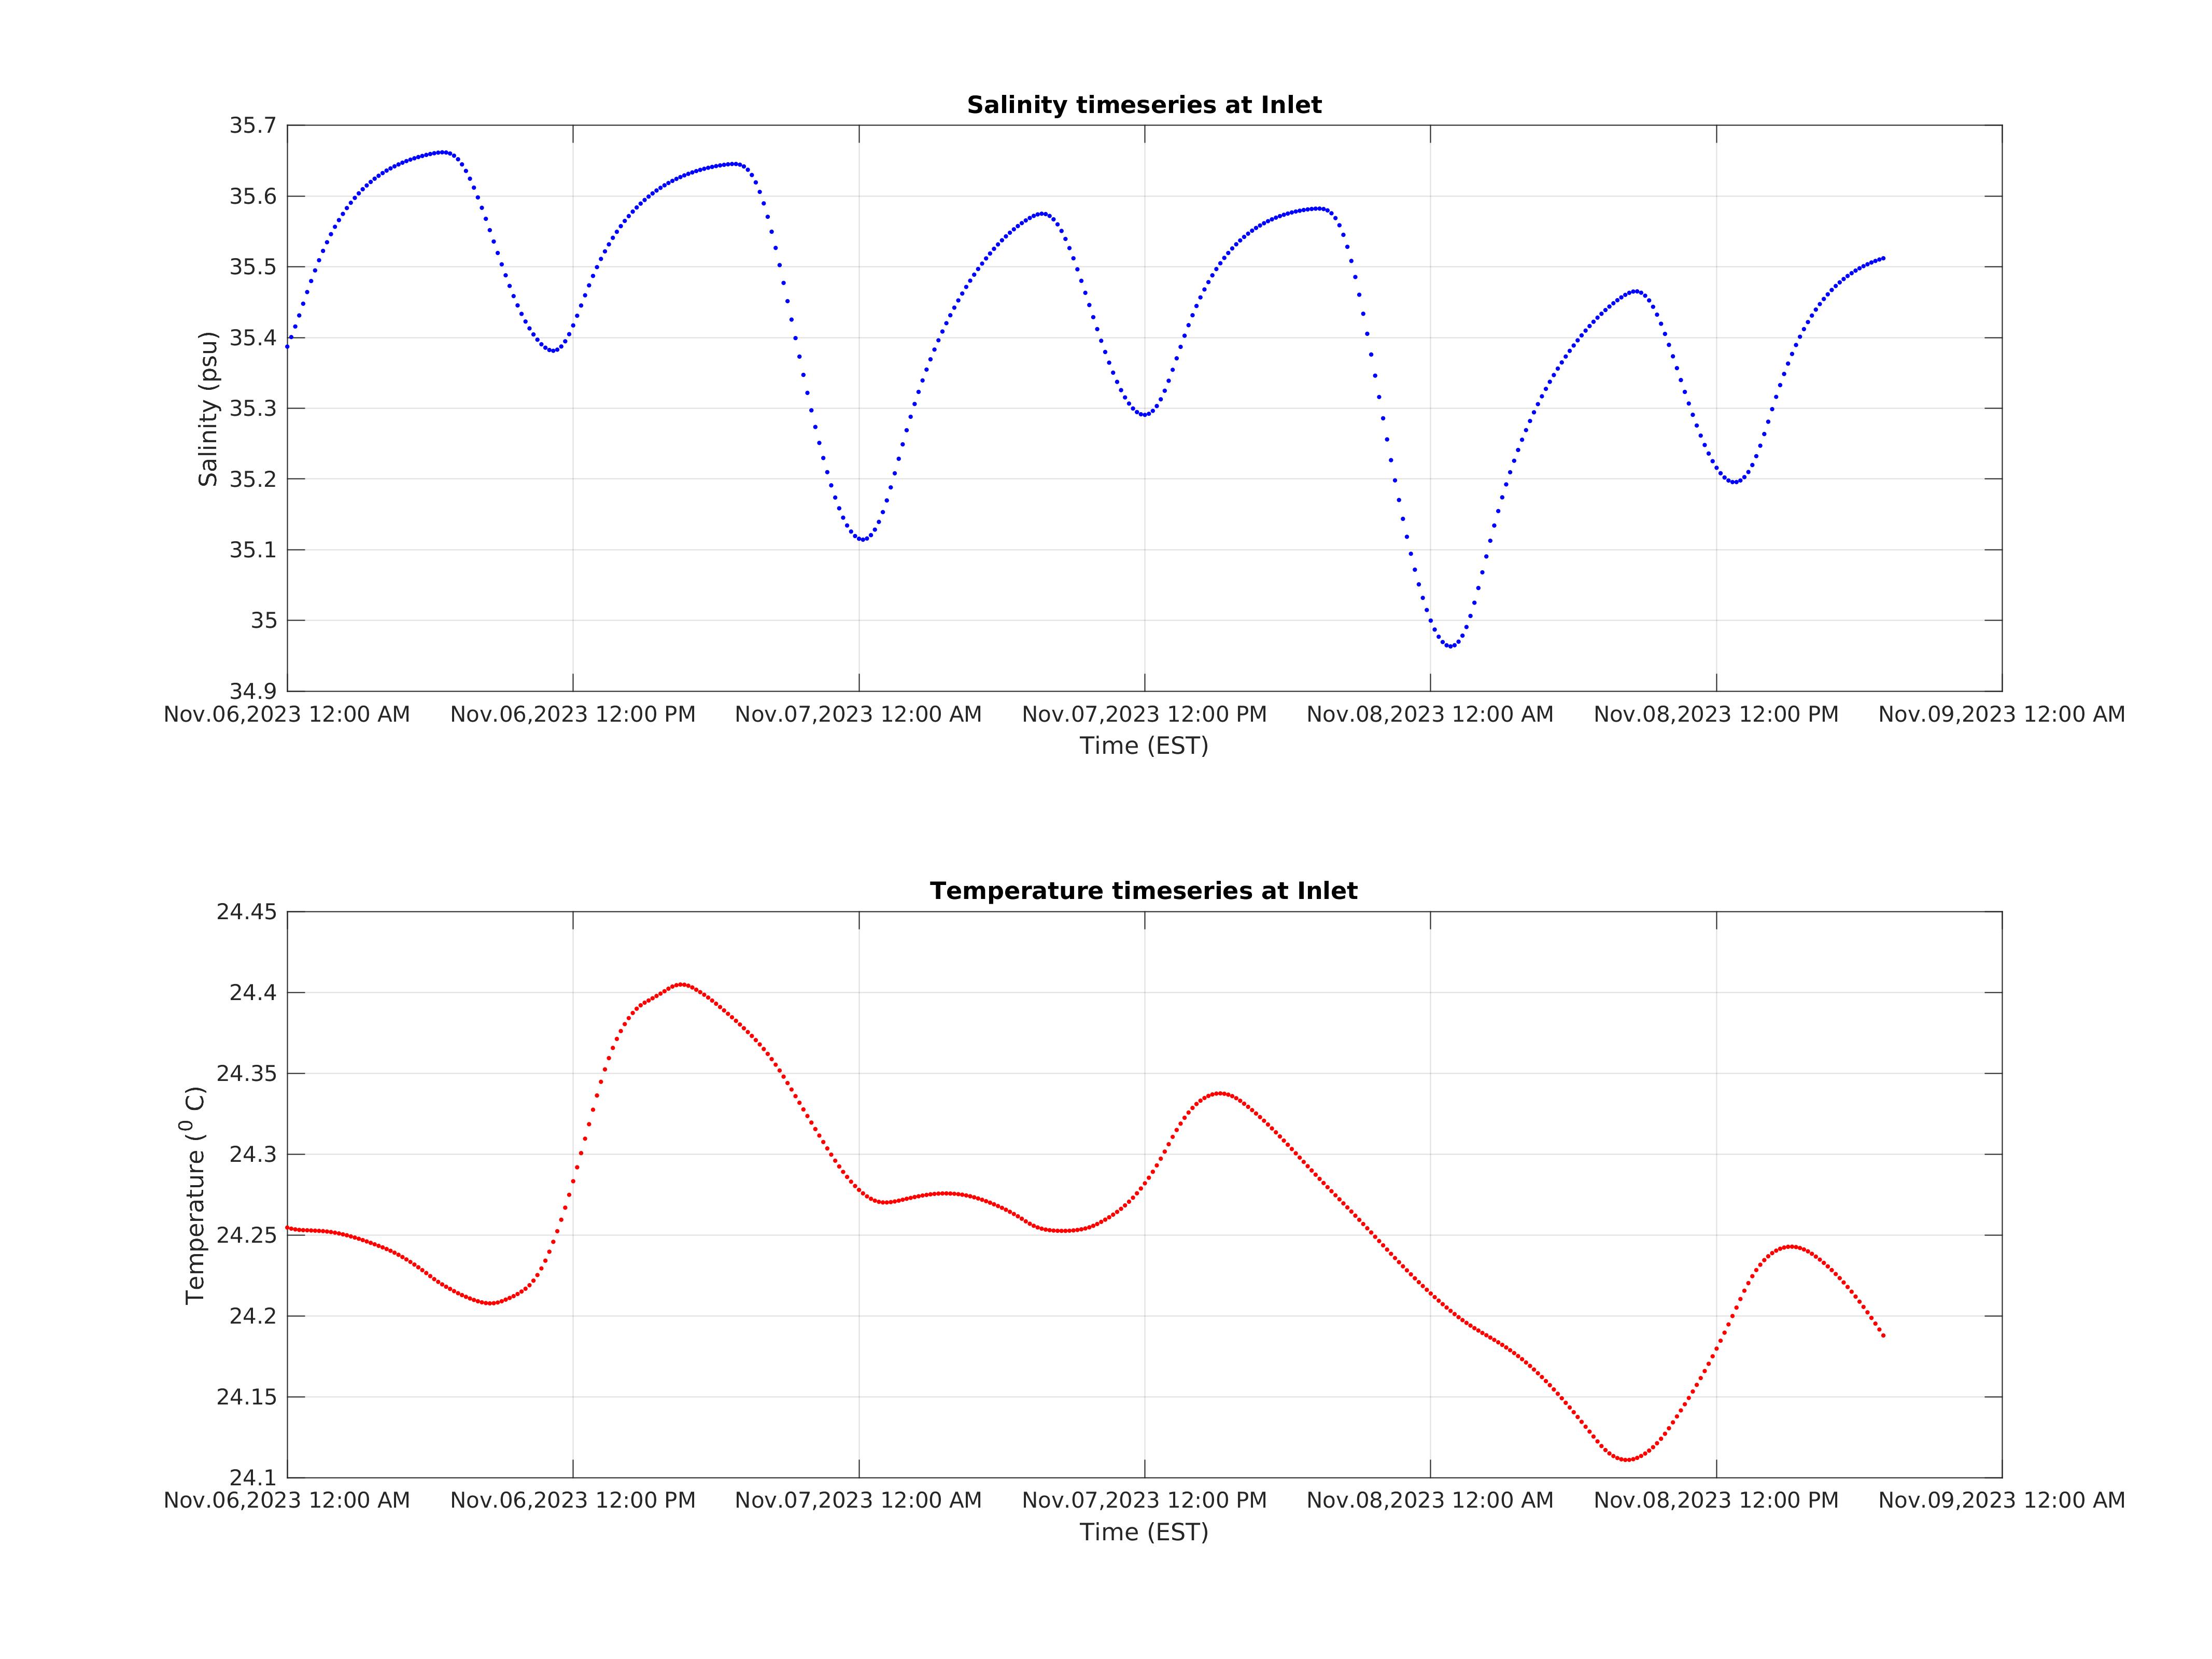 Salinity timeseries at Inlet
35.7
35.6
35.5
35.4
35.3
35.2
35.1
35
34.9
Salinity (psu)
Nov.06,2023 12:00 AM Nov.06,2023 12:00 PM Nov.07,2023 12:00 AM Nov.07,2023 12:00 PM Nov.08,2023 12:00 AM Nov.08,2023 12:00 PM Nov.09,2023 12:00 AM
Time (EST)
Temperature timeseries at Inlet
24.45
24.4
24.35
24.3
24.25
24.2
24.15
24.1
Temperature (⁰ C)
Nov.06,2023 12:00 AM Nov.06,2023 12:00 PM Nov.07,2023 12:00 AM Nov.07,2023 12:00 PM Nov.08,2023 12:00 AM Nov.08,2023 12:00 PM Nov.09,2023 12:00 AM
Time (EST)